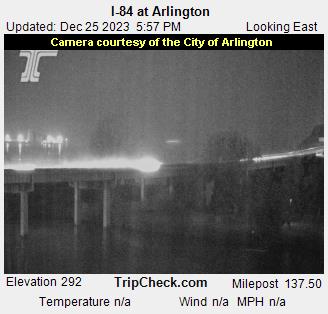 I-84 at Arlington
Updated: Dec 25 2023 5:57 PM Looking East
Camera courtesy of the City of Arlington
Elevation 292 TripCheck.com Milepost 137.50
Temperature n/a Wind n/a MPH n/a